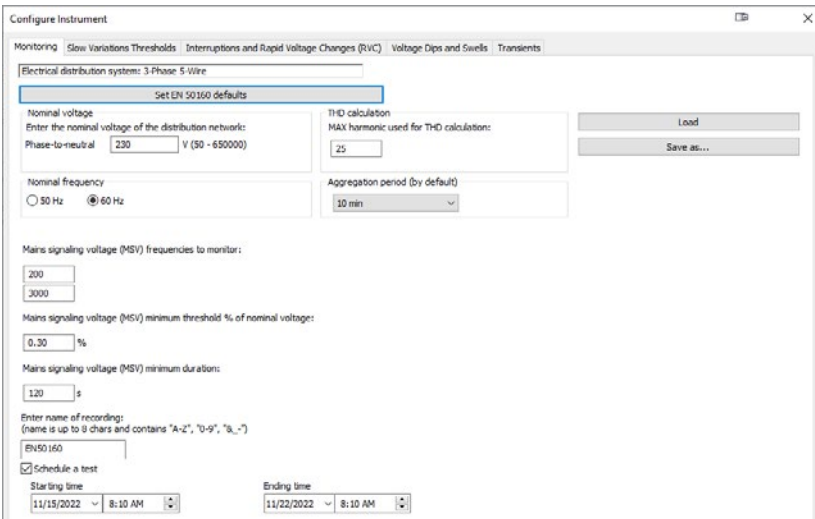 Configure Instrument
Monitoring Slow Variations Thresholds Interruptions and Rapid Voltage Changes (RVC) Voltage Dips and Swells Transients
Electrical distribution system: 3-Phase 5-Wire
Set EN 50160 defaults
Nominal voltage
Enter the nominal voltage of the distribution network:
Phase-to-neutral 230 V (50 - 650000)
THD calculation
MAX harmonic used for THD calculation:
25
Load
Save as...
Nominal frequency
50 Hz 60 Hz
Aggregation period (by default)
10 min
Mains signaling voltage (MSV) frequencies to monitor:
200
3000
Mains signaling voltage (MSV) minimum threshold % of nominal voltage:
0.30 %
Mains signaling voltage (MSV) minimum duration:
120 s
Enter name of recording:
(name is up to 8 chars and contains "A-Z", "0-9", "&_-")
EN50160
Schedule a test
Starting time Ending time
11/15/2022 8:10 AM 11/22/2022 8:10 AM